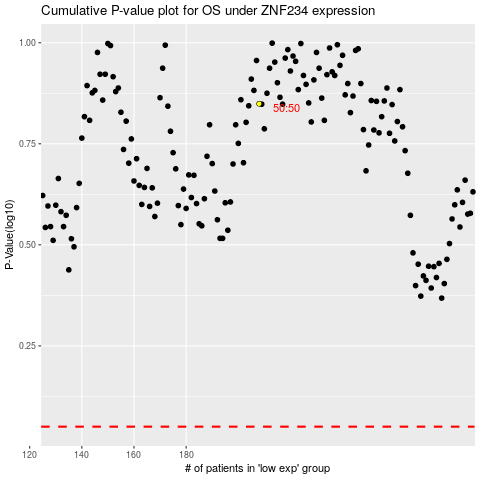 Cumulative P-value plot for OS under ZNF234 expression
1.00
0.75
0.50
0.25
P-Value(log10)
50:50
120 140 160 180
# of patients in 'low exp' group